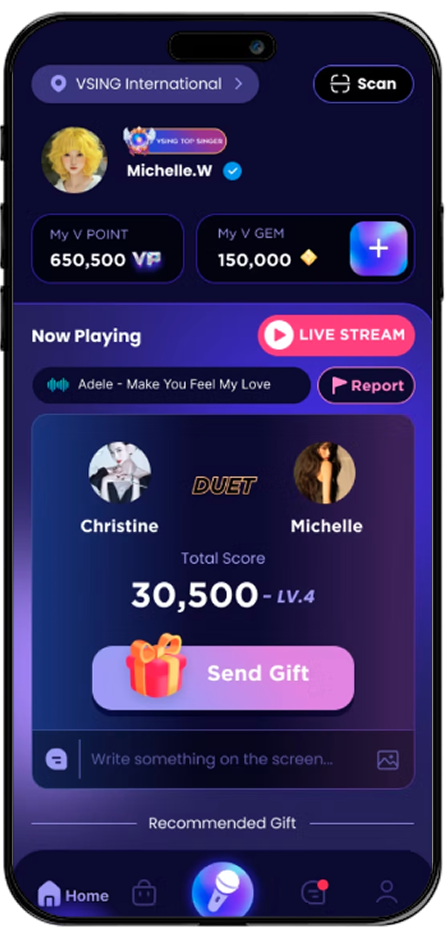 VSING International
Scan
VSING TOP SINGER
Michelle.W
My V POINT
650,500 VP
My V GEM
150,000
Now Playing
LIVE STREAM
Adele - Make You Feel My Love
Report
DUET
Christine
Michelle
Total Score
30,500 - LV.4
Send Gift
Write something on the screen...
Recommended Gift
Home